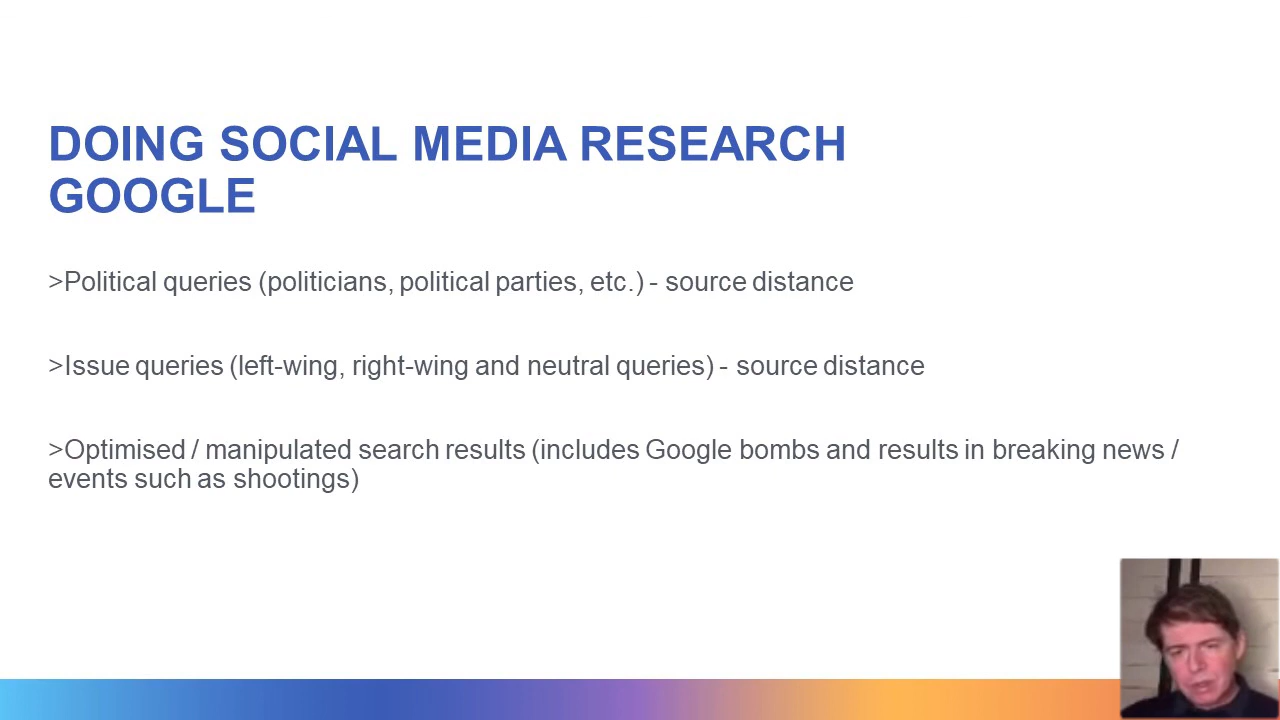 DOING SOCIAL MEDIA RESEARCH
GOOGLE
>Political queries (politicians, political parties, etc.) - source distance
>Issue queries (left-wing, right-wing and neutral queries) - source distance
>Optimised / manipulated search results (includes Google bombs and results in breaking news /
events such as shootings)